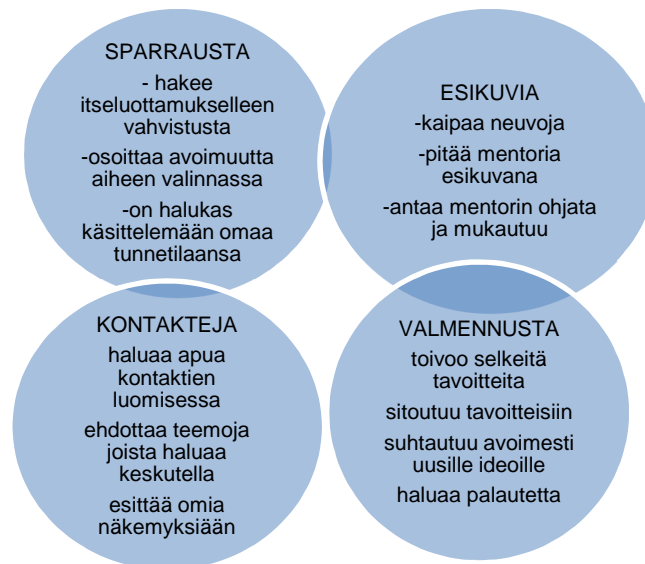 SPARRAUSTA
- hakee
itseluottamukselleen
vahvistusta
-osoittaa avoimuutta
aiheen valinnassa
-on halukas
käsittelemään omaa
tunnetilaansa
ESIKUVIA
-kaipaa neuvoja
-pitää mentoria
esikuvana
-antaa mentorin ohjata
ja mukautuu
KONTAKTEJA
haluaa apua
kontaktien
luomisessa
ehdottaa teemoja
joista haluaa
keskutella
esittää omia
näkemyksiään
VALMENNUSTA
toivoo selkeitä
tavoitteita
sitoutuu tavoitteisiin
suhtautuu avoimesti
uusille ideoille
haluaa palautetta